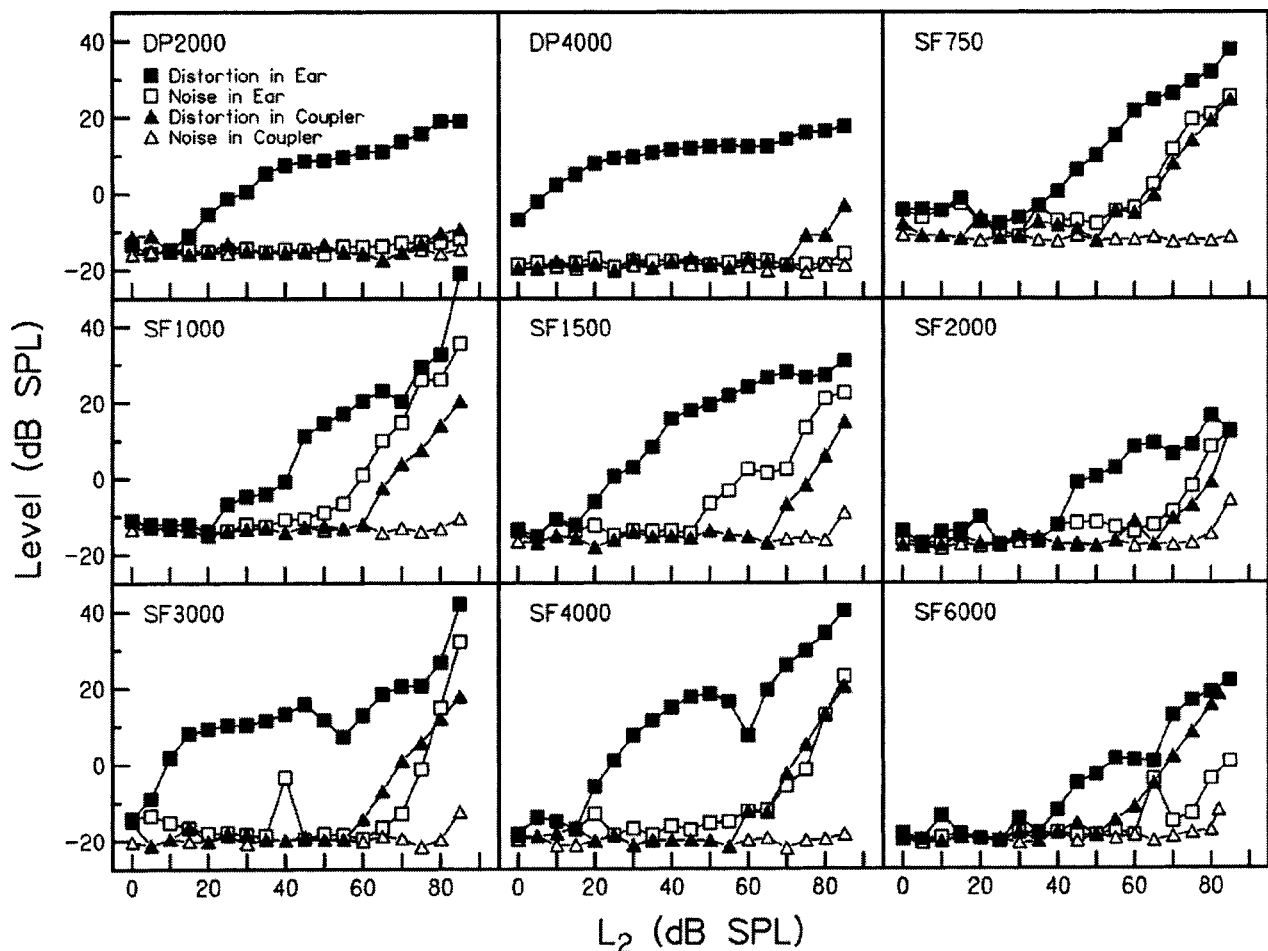 DP2000
DP4000
SF750
■ Distortion in Ear
□ Noise in Ear
▲ Distortion in Coupler
△ Noise in Coupler
40
20
0
−20
SF1000
SF1500
SF2000
40
20
0
−20
SF3000
SF4000
SF6000
40
20
0
−20
0 20 40 60 80 0 20 40 60 80 0 20 40 60 80
Level (dB SPL)
L₂ (dB SPL)